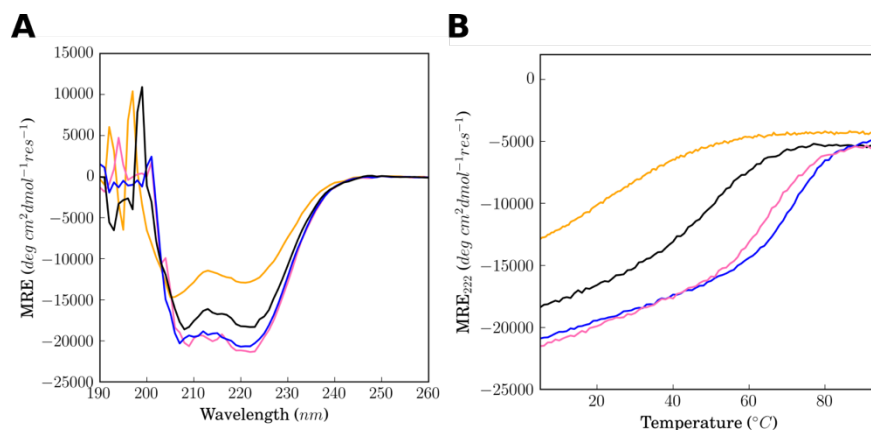 A
15000
10000
5000
0
−5000
−10000
−15000
−20000
−25000
MRE (deg cm²dmol⁻¹res⁻¹)
190 200 210 220 230 240 250 260
Wavelength (nm)
B
0
−5000
−10000
−15000
−20000
−25000
MRE₂₂₂ (deg cm²dmol⁻¹res⁻¹)
20 40 60 80
Temperature (°C)